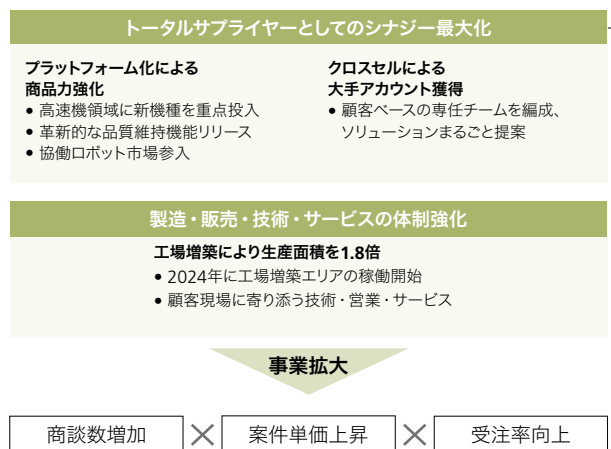 トータルサプライヤーとしてのシナジー最大化
プラットフォーム化による
商品力強化
● 高速機領域に新機種を重点投入
● 革新的な品質維持機能リリース
● 協働ロボット市場参入
クロスセルによる
大手アカウント獲得
● 顧客ベースの専任チームを編成、
ソリューションまるごと提案
製造・販売・技術・サービスの体制強化
工場増築により生産面積を1.8倍
● 2024年に工場増築エリアの稼働開始
● 顧客現場に寄り添う技術・営業・サービス
事業拡大
商談数増加 × 案件単価上昇 × 受注率向上